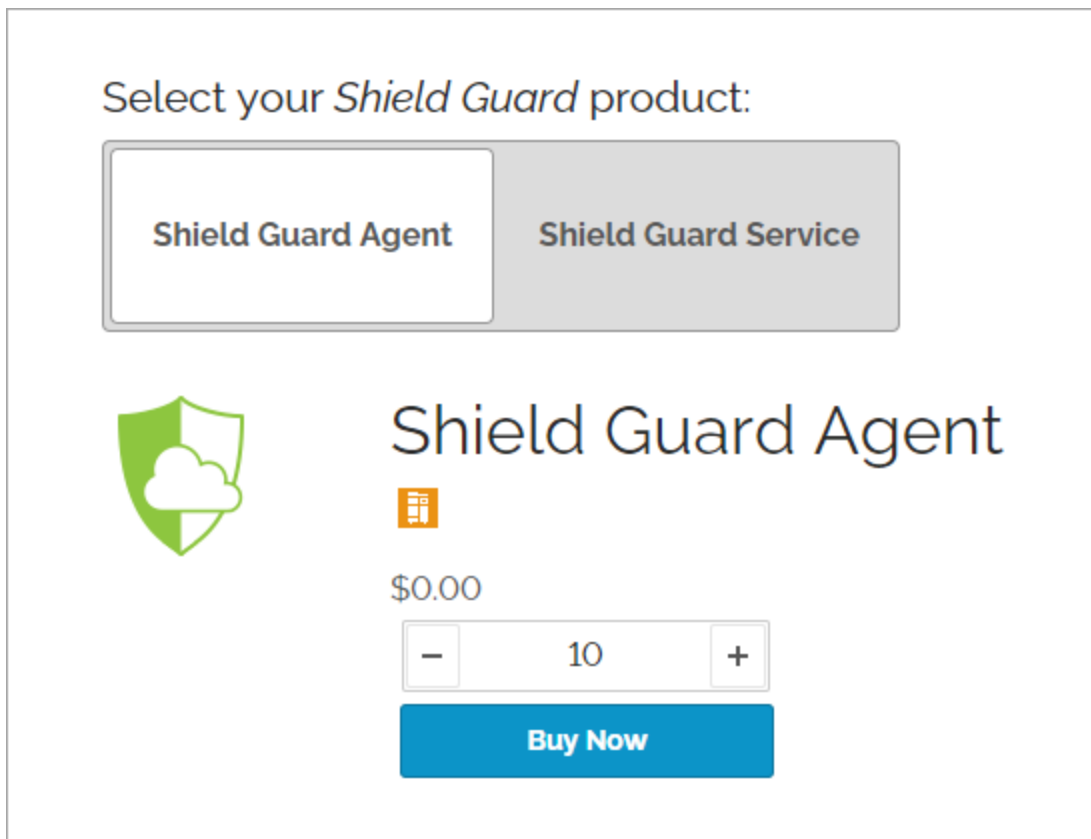 Select your Shield Guard product:
Shield Guard Agent
Shield Guard Service
Shield Guard Agent
$0.00
− 10 +
Buy Now